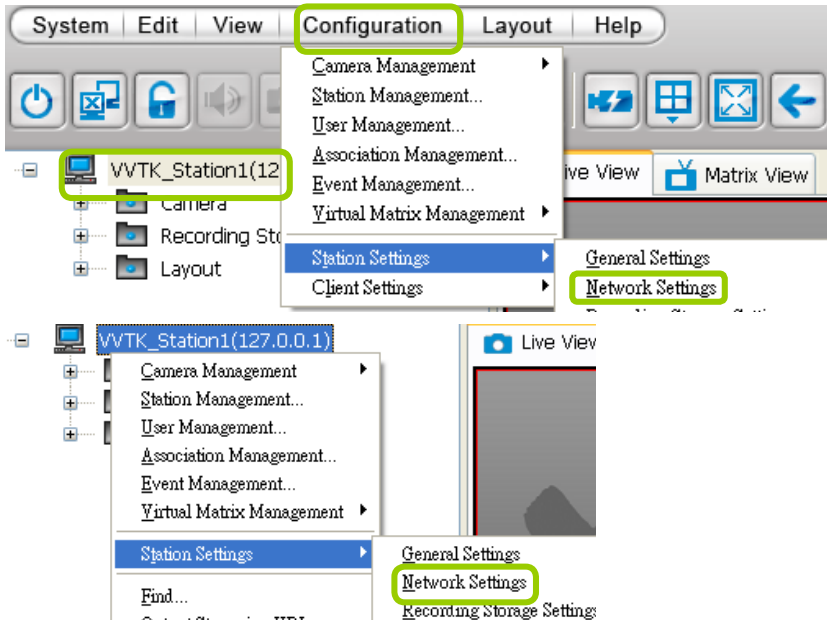 System Edit View Configuration Layout Help
Camera Management
Station Management...
User Management...
Association Management...
Event Management...
Virtual Matrix Management
Station Settings
Client Settings
General Settings
Network Settings
VVTK_Station1(12
Camera
Recording Sto
Layout
ive View
Matrix View
VVTK_Station1(127.0.0.1)
Live View
Camera Management
Station Management...
User Management...
Association Management...
Event Management...
Virtual Matrix Management
Station Settings
Find...
General Settings
Network Settings
Recording Storage Settings